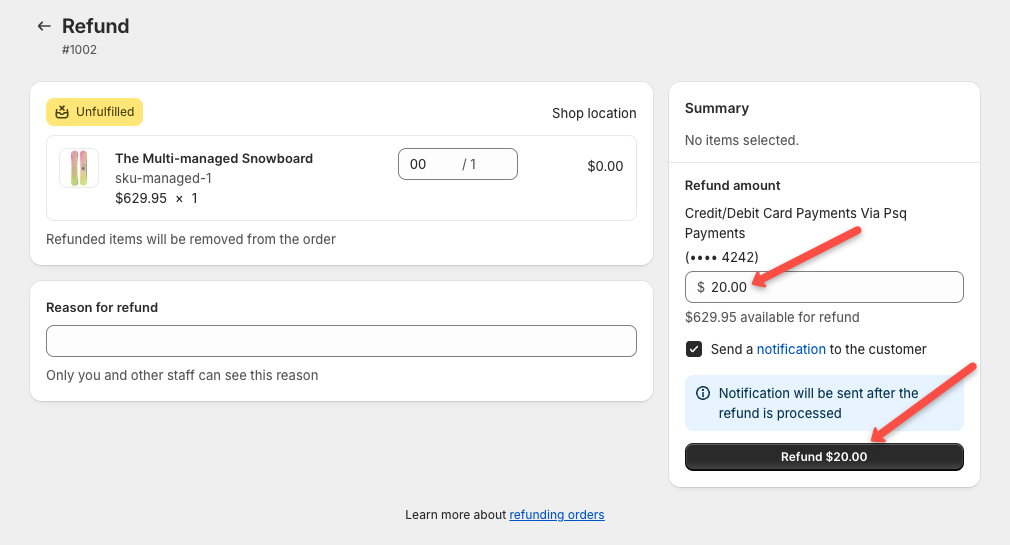 Refund
#1002
Unfulfilled
Shop location
The Multi-managed Snowboard
sku-managed-1
$629.95 × 1
00 / 1
$0.00
Refunded items will be removed from the order
Reason for refund
Only you and other staff can see this reason
Summary
No items selected.
Refund amount
Credit/Debit Card Payments Via Psq
Payments
(•••• 4242)
$ 20.00
$629.95 available for refund
Send a notification to the customer
Notification will be sent after the
refund is processed
Refund $20.00
Learn more about refunding orders